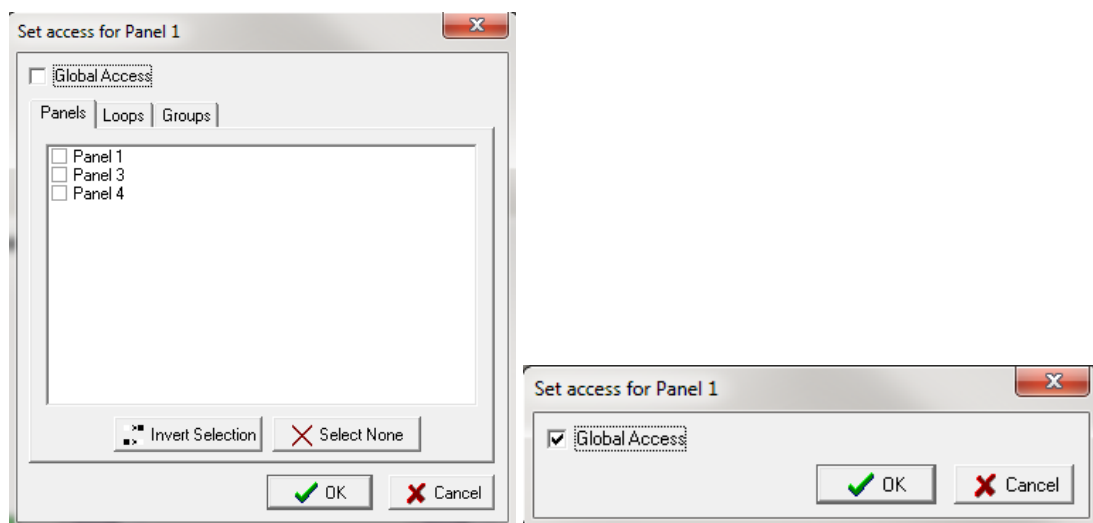 Set access for Panel 1
Global Access
Panels Loops Groups
Panel 1
Panel 3
Panel 4
Invert Selection Select None
OK Cancel
Set access for Panel 1
Global Access
OK Cancel